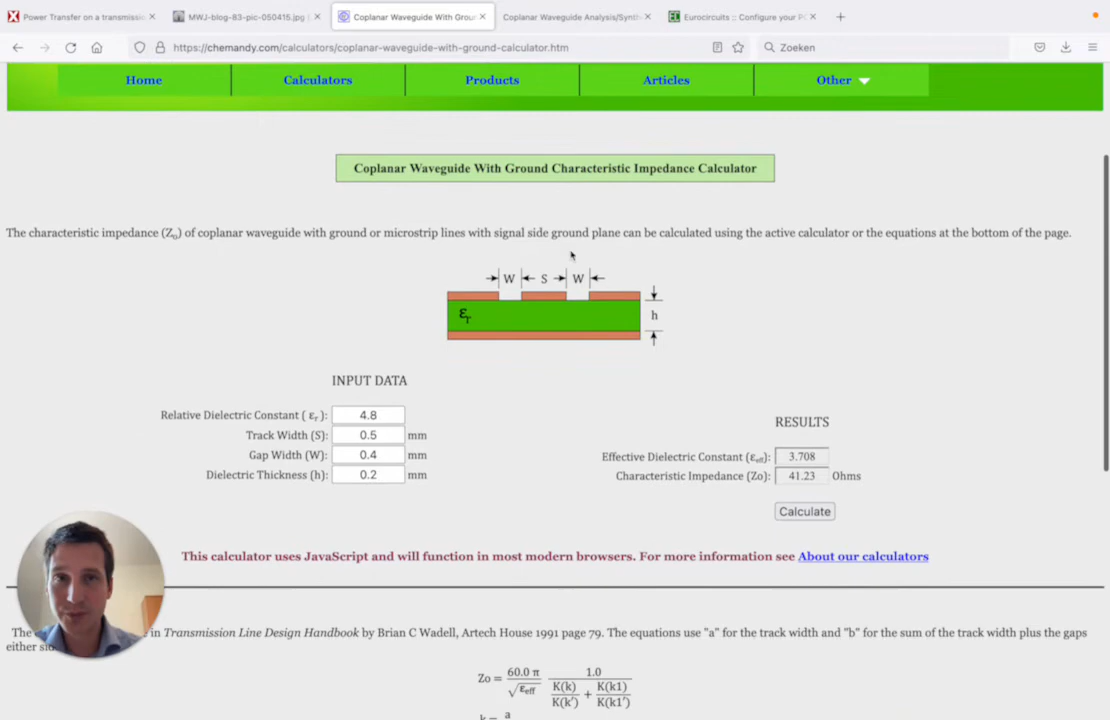 Power Transfer on a transmissi
MWJ-blog-83-pic-050415.jpg (
Coplanar Waveguide With Groun
Coplanar Waveguide Analysis/Synth
Eurocircuits :: Configure your P
https://chemandy.com/calculators/coplanar-waveguide-with-ground-calculator.htm
Zoeken
Home
Calculators
Products
Articles
Other
Coplanar Waveguide With Ground Characteristic Impedance Calculator
The characteristic impedance (Zo) of coplanar waveguide with ground or microstrip lines with signal side ground plane can be calculated using the active calculator or the equations at the bottom of the page.
W S W
εr
h
INPUT DATA
Relative Dielectric Constant ( εr ): 4.8
Track Width (S): 0.5 mm
Gap Width (W): 0.4 mm
Dielectric Thickness (h): 0.2 mm
RESULTS
Effective Dielectric Constant (εeff): 3.708
Characteristic Impedance (Zo): 41.23 Ohms
Calculate
This calculator uses JavaScript and will function in most modern browsers. For more information see About our calculators
The in Transmission Line Design Handbook by Brian C Wadell, Artech House 1991 page 79. The equations use "a" for the track width and "b" for the sum of the track width plus the gaps
either
Zo = 60.0 π / √εeff 1.0 / K(k)/K(k') + K(k1)/K(k1')
k = a